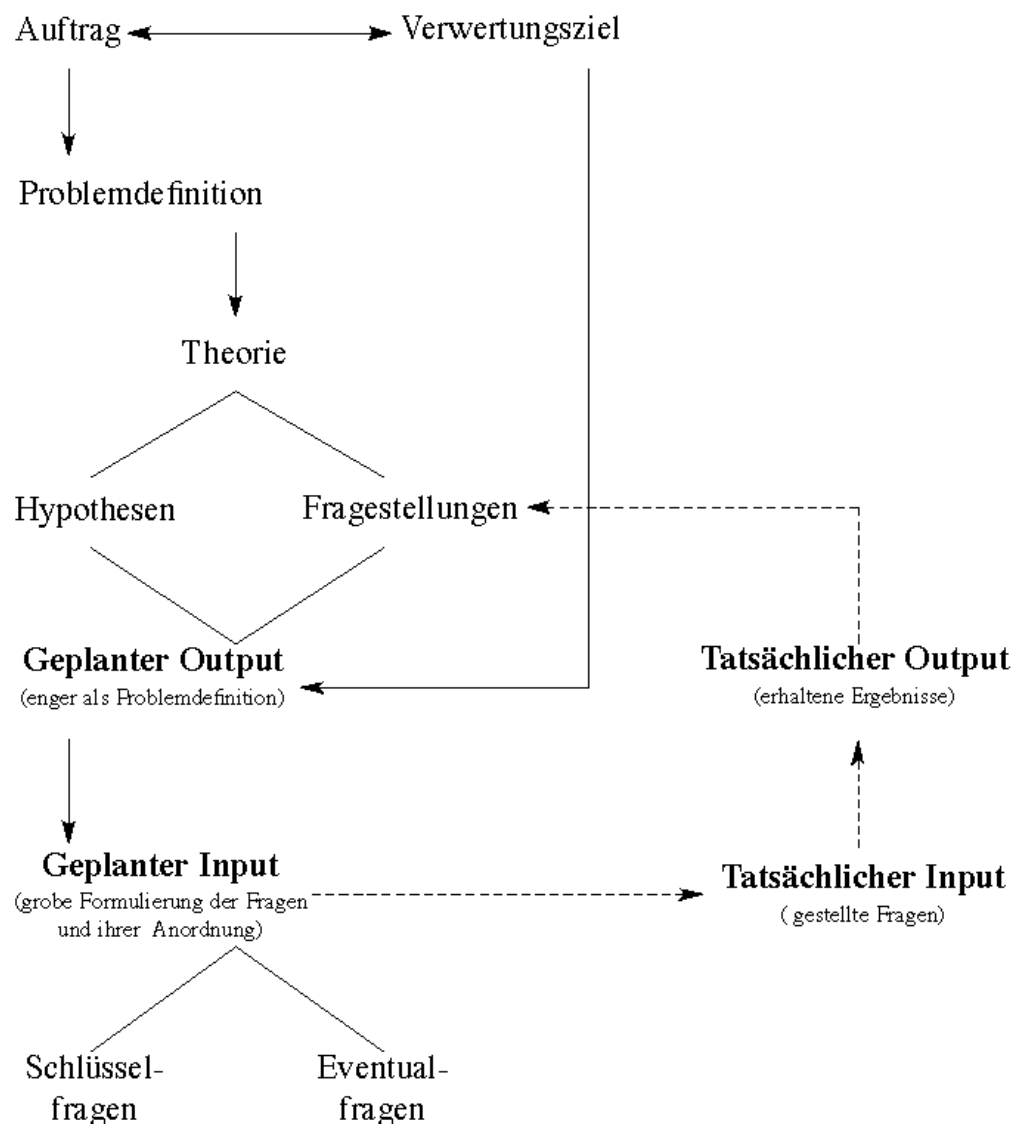 Auftrag
Verwertungsziel
Problemdefinition
Theorie
Hypothesen
Fragestellungen
Geplanter Output
(enger als Problemdefinition)
Tatsächlicher Output
(erhaltene Ergebnisse)
Geplanter Input
(grobe Formulierung der Fragen
und ihrer Anordnung)
Tatsächlicher Input
( gestellte Fragen)
Schlüssel-
fragen
Eventual-
fragen